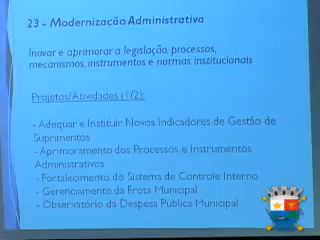 23 - Modernização Administrativa
Inovar e aprimorar a legislação, processos,
mecanismos, instrumentos e normas institucionais
Projetos/Atividades (1/2):
- Adequar e Instituir Novos Indicadores de Gestão de
Suprimentos
- Aprimoramento dos Processos e Instrumentos
Administrativos
- Fortalecimento do Sistema de Controle Interno
- Gerenciamento da Frota Municipal
- Observatório da Despesa Pública Municipal